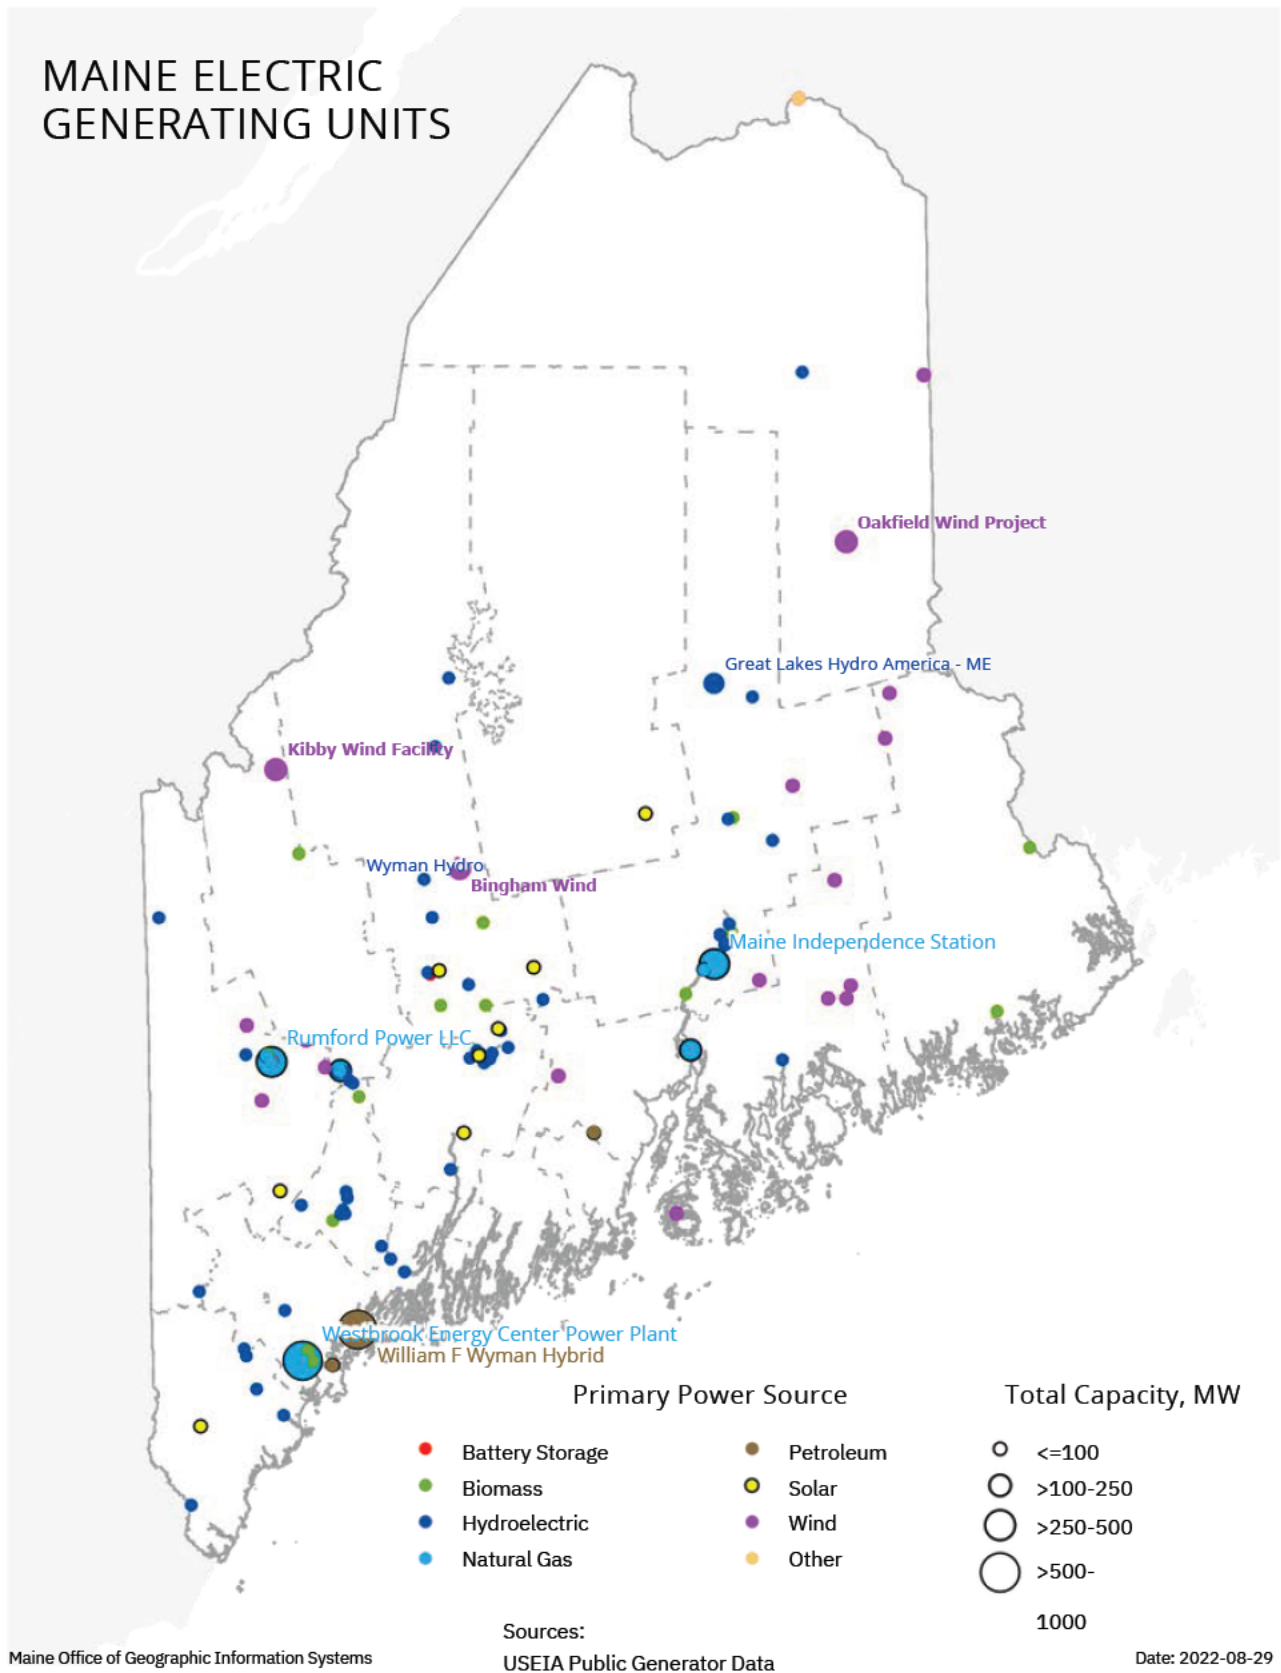 MAINE ELECTRIC
GENERATING UNITS
Oakfield Wind Project
Great Lakes Hydro America - ME
Kibby Wind Facility
Wyman Hydro
Bingham Wind
Maine Independence Station
Rumford Power LLC
Westbrook Energy Center Power Plant
William F Wyman Hybrid
Primary Power Source
Battery Storage
Biomass
Hydroelectric
Natural Gas
Petroleum
Solar
Wind
Other
Total Capacity, MW
<=100
>100-250
>250-500
>500-
1000
Sources:
USEIA Public Generator Data
Maine Office of Geographic Information Systems
Date: 2022-08-29